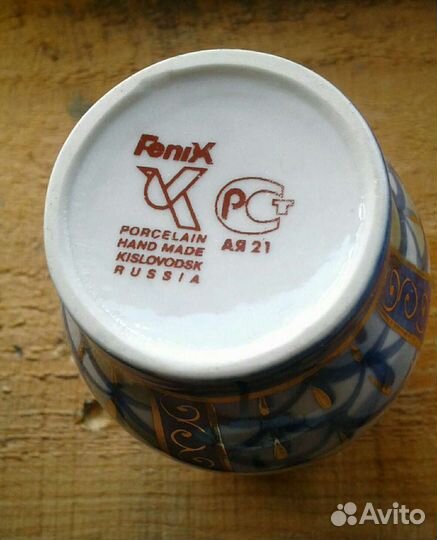 FeniX
PORCELAIN
HAND MADE
KISLOVODSK
RUSSIA
РСТ
АЯ 21
Avito